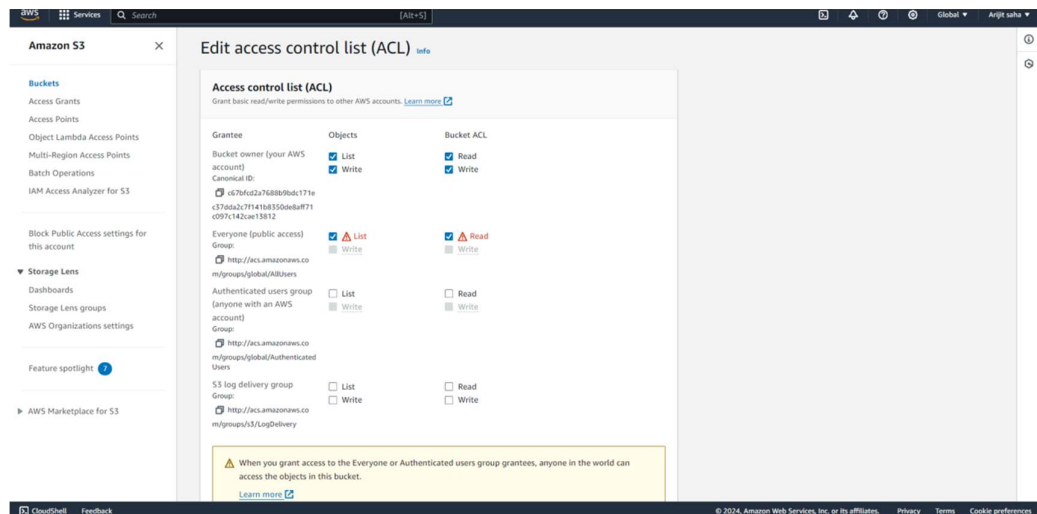 aws Services Search [Alt+S] Global Arijit saha
Amazon S3
Buckets
Access Grants
Access Points
Object Lambda Access Points
Multi-Region Access Points
Batch Operations
IAM Access Analyzer for S3
Block Public Access settings for
this account
Storage Lens
Dashboards
Storage Lens groups
AWS Organizations settings
Feature spotlight 7
AWS Marketplace for S3
Edit access control list (ACL) Info
Access control list (ACL)
Grant basic read/write permissions to other AWS accounts. Learn more
Grantee Objects Bucket ACL
Bucket owner (your AWS
account)
Canonical ID:
c67bfcd2a7688b9bdc171e
c37dda2c7f141b8350de8aff71
c097c142cae13812
List Read
Write Write
Everyone (public access)
Group:
http://acs.amazonaws.co
m/groups/global/AllUsers
List Read
Write Write
Authenticated users group
(anyone with an AWS
account)
Group:
http://acs.amazonaws.co
m/groups/global/Authenticated
Users
List Read
Write Write
S3 log delivery group
Group:
http://acs.amazonaws.co
m/groups/s3/LogDelivery
List Read
Write Write
When you grant access to the Everyone or Authenticated users group grantees, anyone in the world can
access the objects in this bucket.
Learn more
CloudShell Feedback © 2024, Amazon Web Services, Inc. or its affiliates. Privacy Terms Cookie preferences